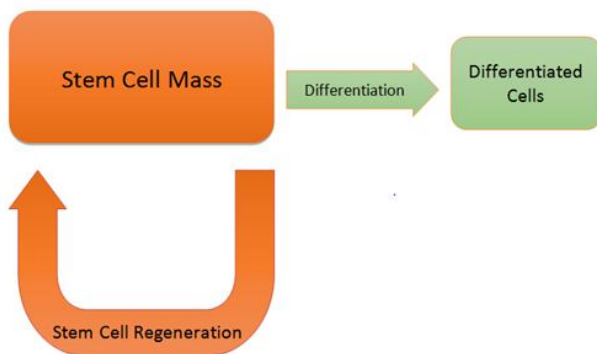 Stem Cell Mass
Differentiation
Differentiated
Cells
Stem Cell Regeneration